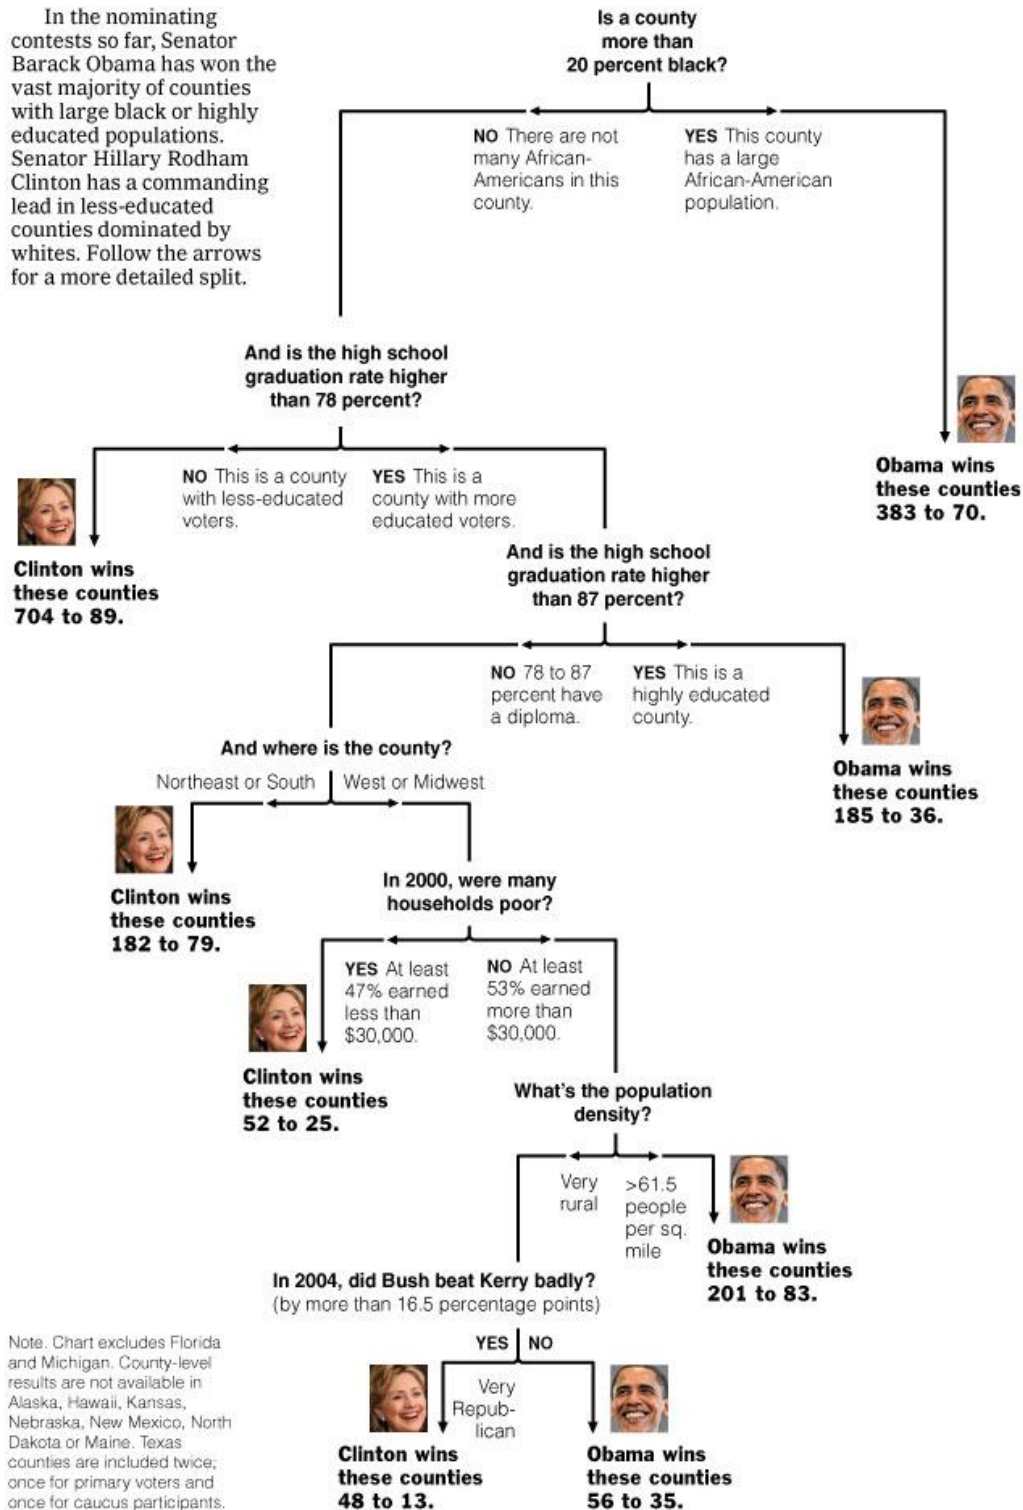 In the nominating
contests so far, Senator
Barack Obama has won the
vast majority of counties
with large black or highly
educated populations.
Senator Hillary Rodham
Clinton has a commanding
lead in less-educated
counties dominated by
whites. Follow the arrows
for a more detailed split.
Is a county
more than
20 percent black?
NO There are not
many African-
Americans in this
county.
YES This county
has a large
African-American
population.
And is the high school
graduation rate higher
than 78 percent?
Obama wins
these counties
383 to 70.
NO This is a county
with less-educated
voters.
YES This is a
county with more
educated voters.
Clinton wins
these counties
704 to 89.
And is the high school
graduation rate higher
than 87 percent?
NO 78 to 87
percent have
a diploma.
YES This is a
highly educated
county.
Obama wins
these counties
185 to 36.
And where is the county?
Northeast or South
West or Midwest
Clinton wins
these counties
182 to 79.
In 2000, were many
households poor?
YES At least
47% earned
less than
$30,000.
NO At least
53% earned
more than
$30,000.
Clinton wins
these counties
52 to 25.
What's the population
density?
Very
rural
>61.5
people
per sq.
mile
Obama wins
these counties
201 to 83.
In 2004, did Bush beat Kerry badly?
(by more than 16.5 percentage points)
YES
NO
Very
Repub-
lican
Clinton wins
these counties
48 to 13.
Obama wins
these counties
56 to 35.
Note. Chart excludes Florida
and Michigan. County-level
results are not available in
Alaska, Hawaii, Kansas,
Nebraska, New Mexico, North
Dakota or Maine. Texas
counties are included twice;
once for primary voters and
once for caucus participants.